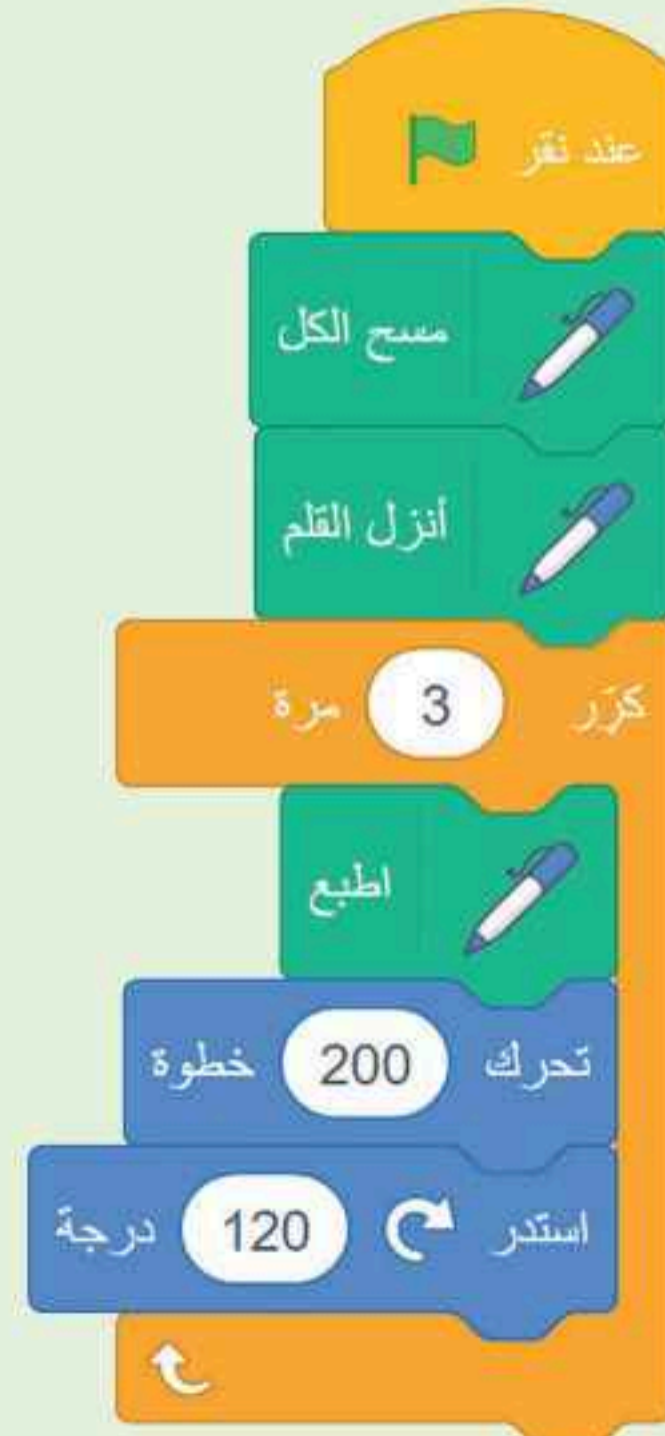 عند نقر
مسح الكل
أنزل القلم
كرّر 3 مرة
اطبع
تحرك 200 خطوة
استدر 120 درجة